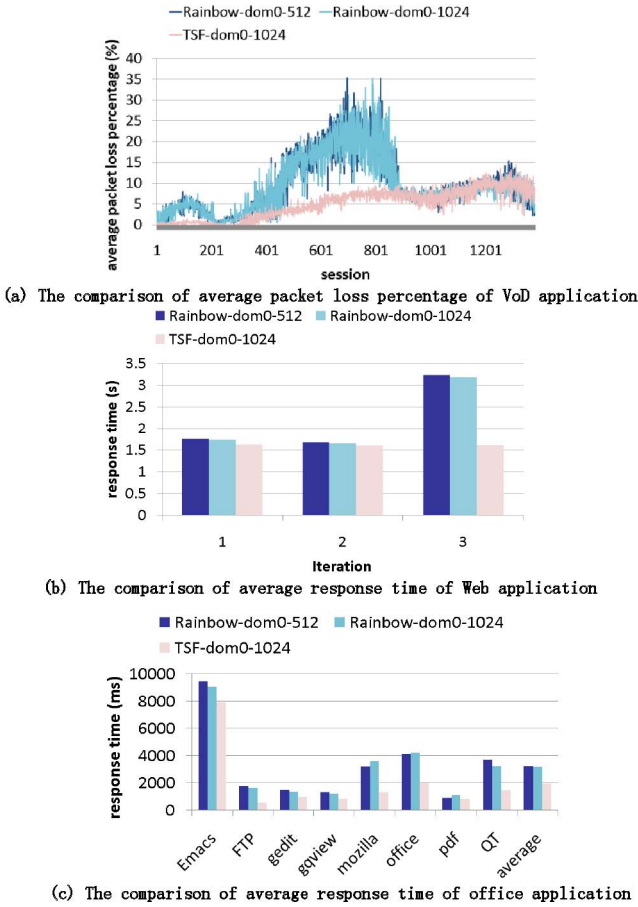 Rainbow-dom0-512 Rainbow-dom0-1024
TSF-dom0-1024
average packet loss percentage (%)
40
35
30
25
20
15
10
5
0
1 201 401 601 801 1001 1201
session
(a) The comparison of average packet loss percentage of VoD application
Rainbow-dom0-512 Rainbow-dom0-1024
TSF-dom0-1024
response time (s)
3.5
3
2.5
2
1.5
1
0.5
0
1 2 3
Iteration
(b) The comparison of average response time of Web application
Rainbow-dom0-512 Rainbow-dom0-1024
TSF-dom0-1024
response time (ms)
10000
8000
6000
4000
2000
0
Emacs FTP gedit gqview mozilla office pdf QT average
(c) The comparison of average response time of office application